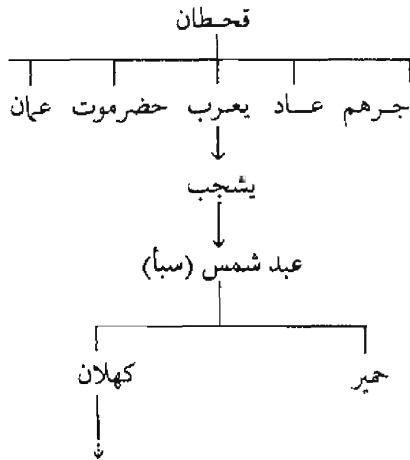 قحطان
جرهم عاد يعرب حضرموت عمان
يشجب
عبد شمس (سبأ)
حمير كهلان